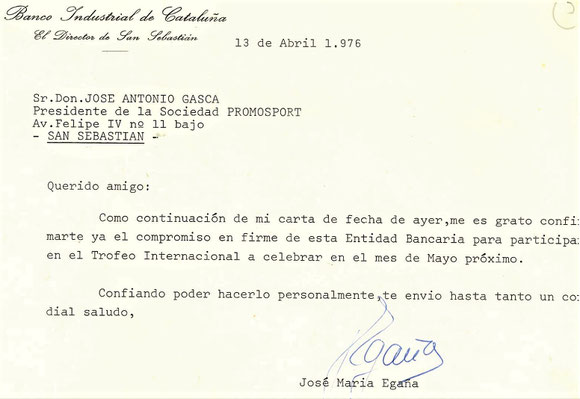 Banco Industrial de Cataluña
El Director de San Sebastián
13 de Abril 1.976
Sr.Don.JOSE ANTONIO GASCA
Presidente de la Sociedad PROMOSPORT
Av.Felipe IV nº 11 bajo
- SAN SEBASTIAN -
Querido amigo:
Como continuación de mi carta de fecha de ayer,me es grato confir
marte ya el compromiso en firme de esta Entidad Bancaria para participar
en el Trofeo Internacional a celebrar en el mes de Mayo próximo.
Confiando poder hacerlo personalmente,te envio hasta tanto un cor
dial saludo,
Egaña
José Maria Egaña